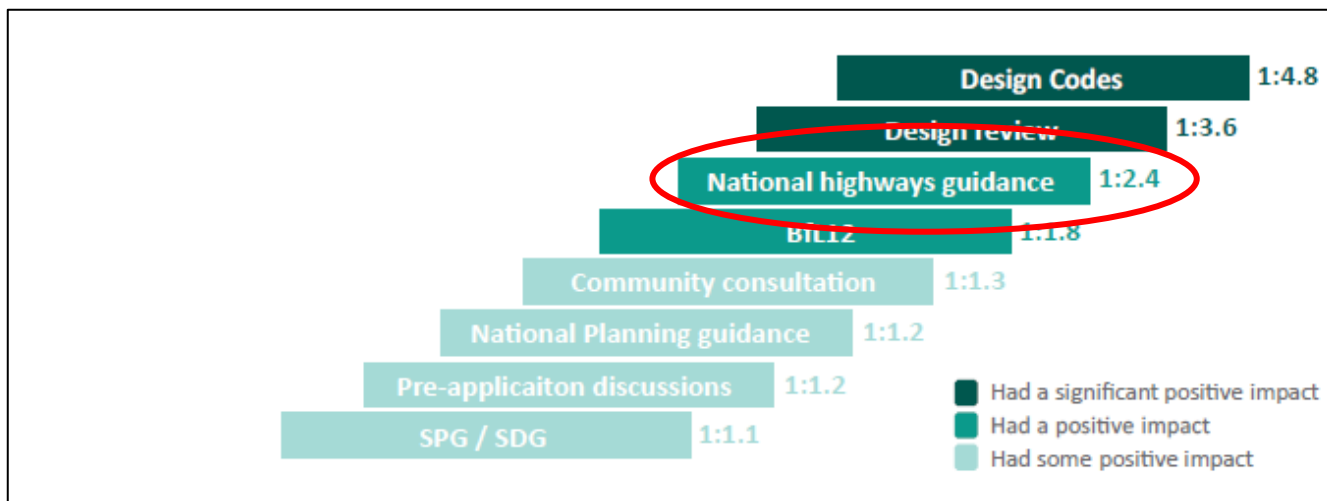 Design Codes 1:4.8
Design review 1:3.6
National highways guidance 1:2.4
BfL12 1:1.8
Community consultation 1:1.3
National Planning guidance 1:1.2
Pre-applicaiton discussions 1:1.2
SPG / SDG 1:1.1
Had a significant positive impact
Had a positive impact
Had some positive impact